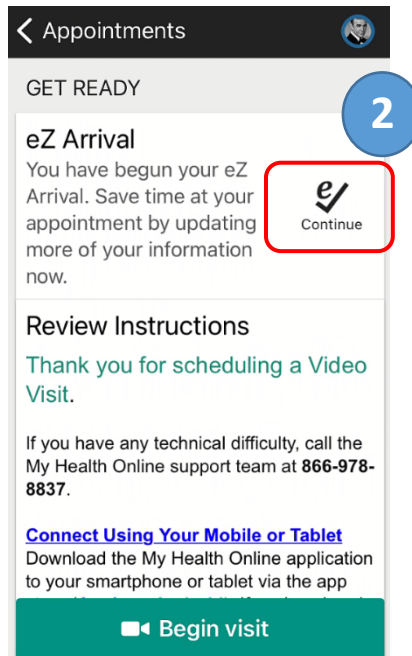 Appointments
GET READY
2
eZ Arrival
You have begun your eZ
Arrival. Save time at your
appointment by updating
more of your information
now.
Continue
Review Instructions
Thank you for scheduling a Video
Visit.
If you have any technical difficulty, call the
My Health Online support team at 866-978-
8837.
Connect Using Your Mobile or Tablet
Download the My Health Online application
to your smartphone or tablet via the app
Begin visit